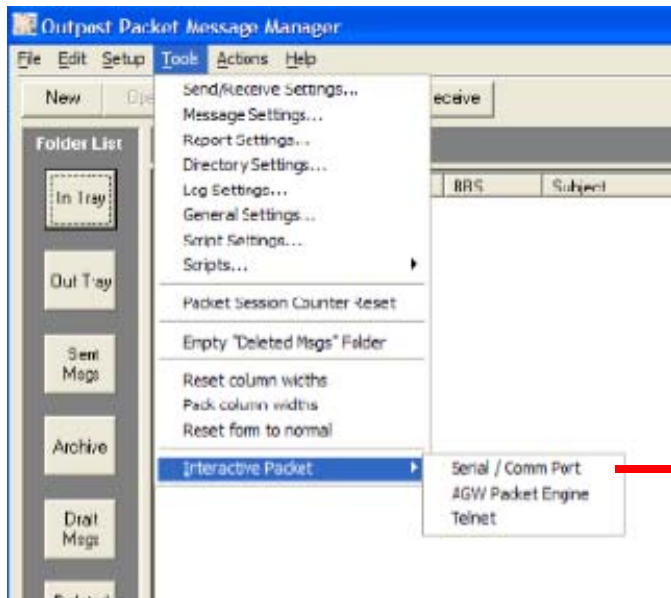 Outpost Packet Message Manager
File Edit Setup Tools Actions Help
New
Folder List
In Tray
Out Tray
Sent
Msgs
Archive
Draft
Msgs
Send/Receive Settings...
Message Settings...
Report Settings...
Directory Settings...
Log Settings...
General Settings...
Script Settings...
Scripts...
Packet Session Counter Reset
Empty "Deleted Msgs" Folder
Reset column widths
Pack column widths
Reset form to normal
Interactive Packet
Serial / Comm Port
AGW Packet Engine
Telnet
eceive
BBS Subject